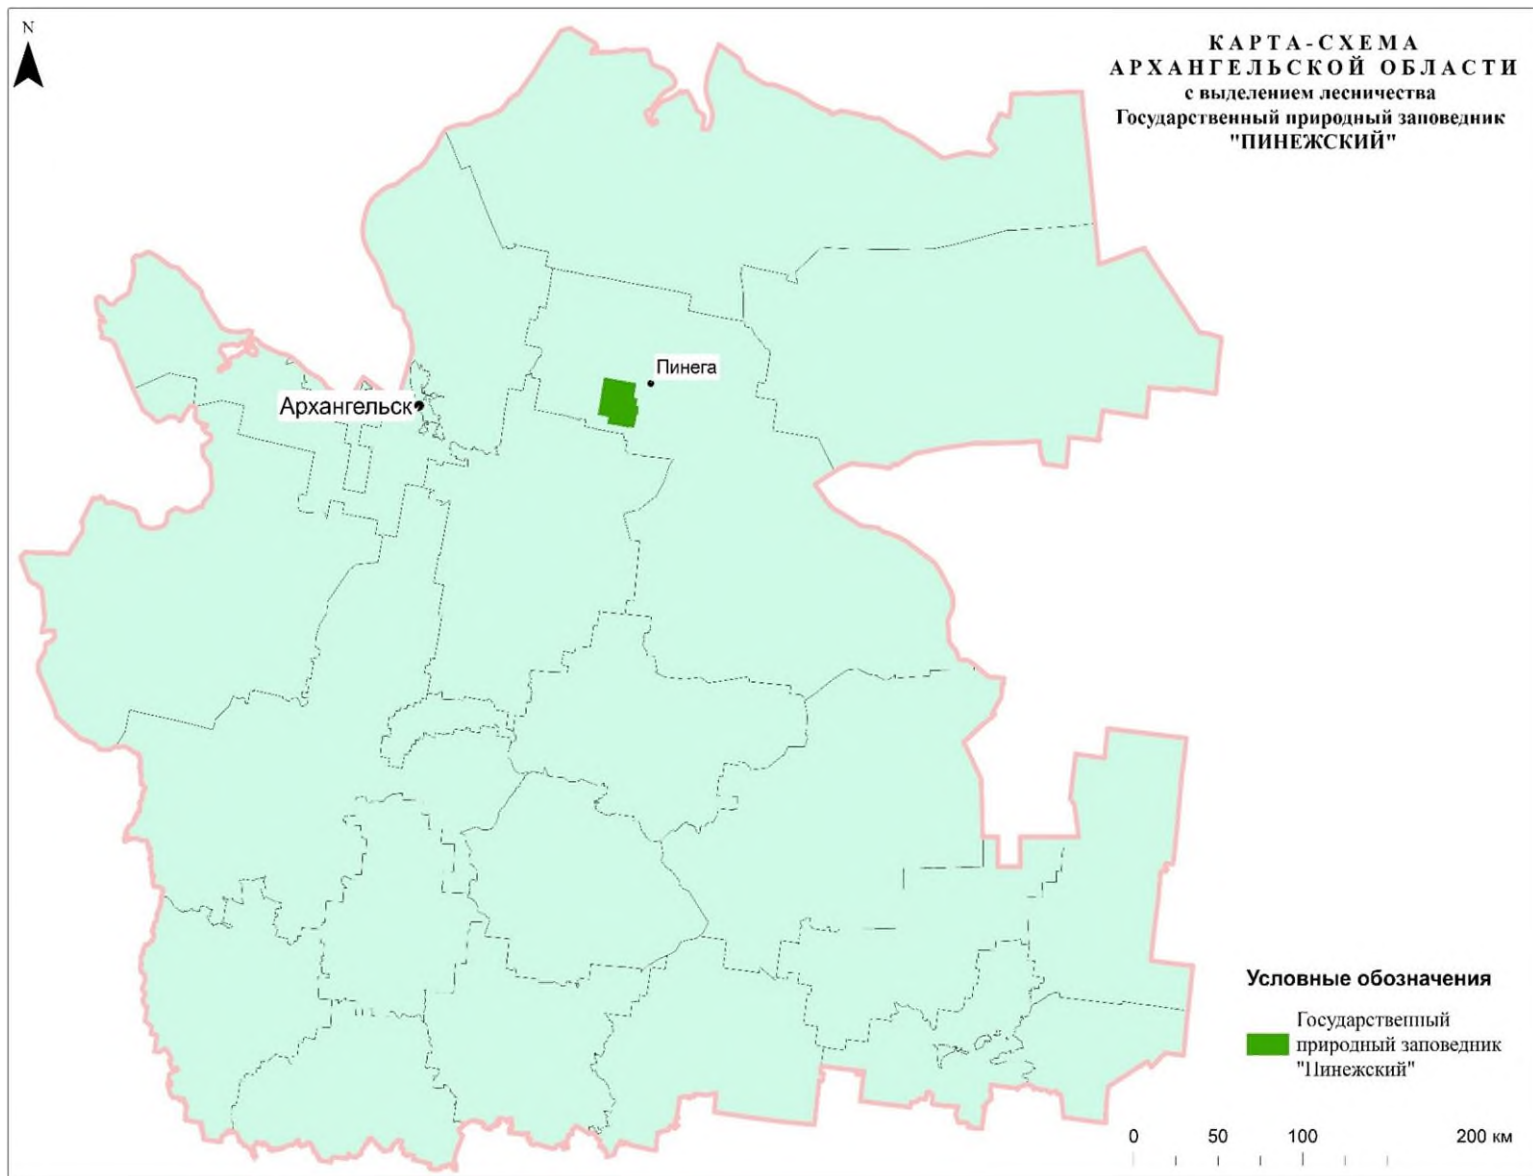 N
КАРТА-СХЕМА
АРХАНГЕЛЬСКОЙ ОБЛАСТИ
с выделением лесничества
Государственный природный заповедник
"ПИНЕЖСКИЙ"
Пинега
Архангельск
Условные обозначения
Государственный
природный заповедник
"Пинежский"
0 50 100 200 км